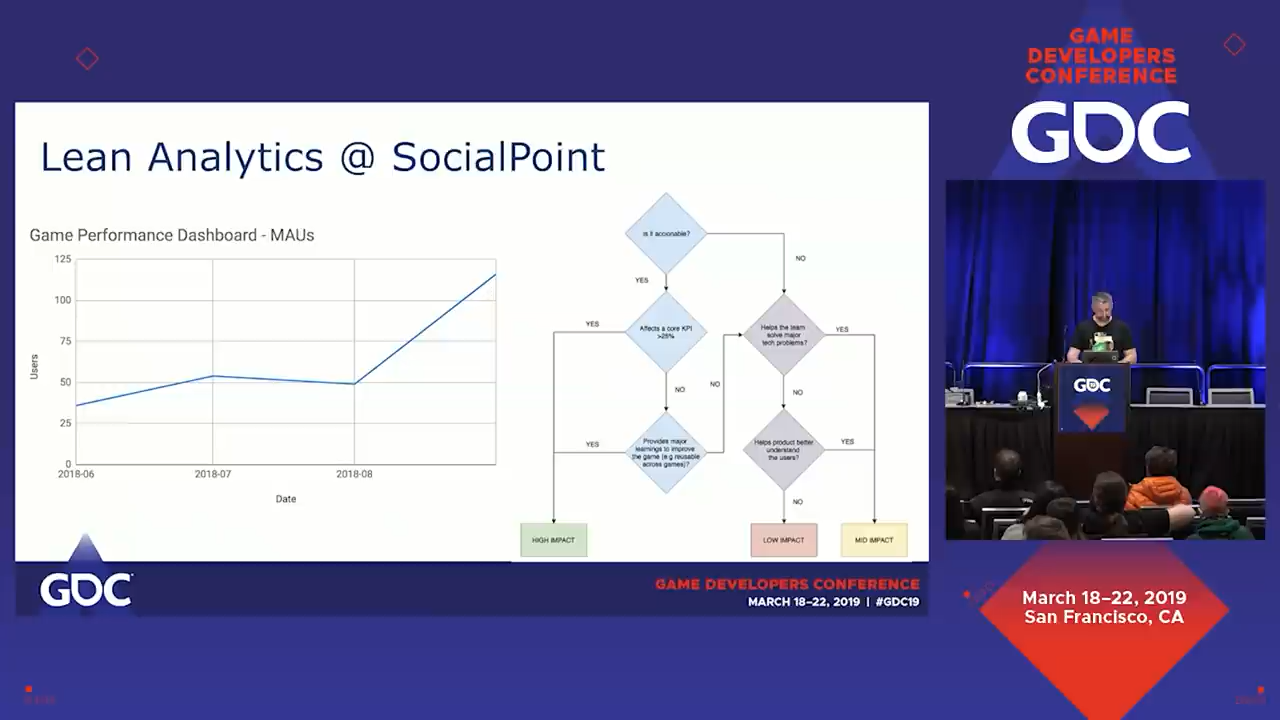 GAME
DEVELOPERS
CONFERENCE
GDC
Lean Analytics @ SocialPoint
Game Performance Dashboard - MAUs
125
100
75
50
25
0
Users
2018-06
2018-07
2018-08
Date
Is it actionable?
NO
YES
Affects a core KPI
>25%
YES
Helps the team
solve major
tech problems?
YES
NO
NO
NO
Provides major
learnings to improve
the game (e.g reusable
across games)?
YES
Helps product better
understand
the users?
YES
NO
HIGH IMPACT
LOW IMPACT
MID IMPACT
GDC
GAME DEVELOPERS CONFERENCE
MARCH 18–22, 2019 | #GDC19
GDC
March 18–22, 2019
San Francisco, CA